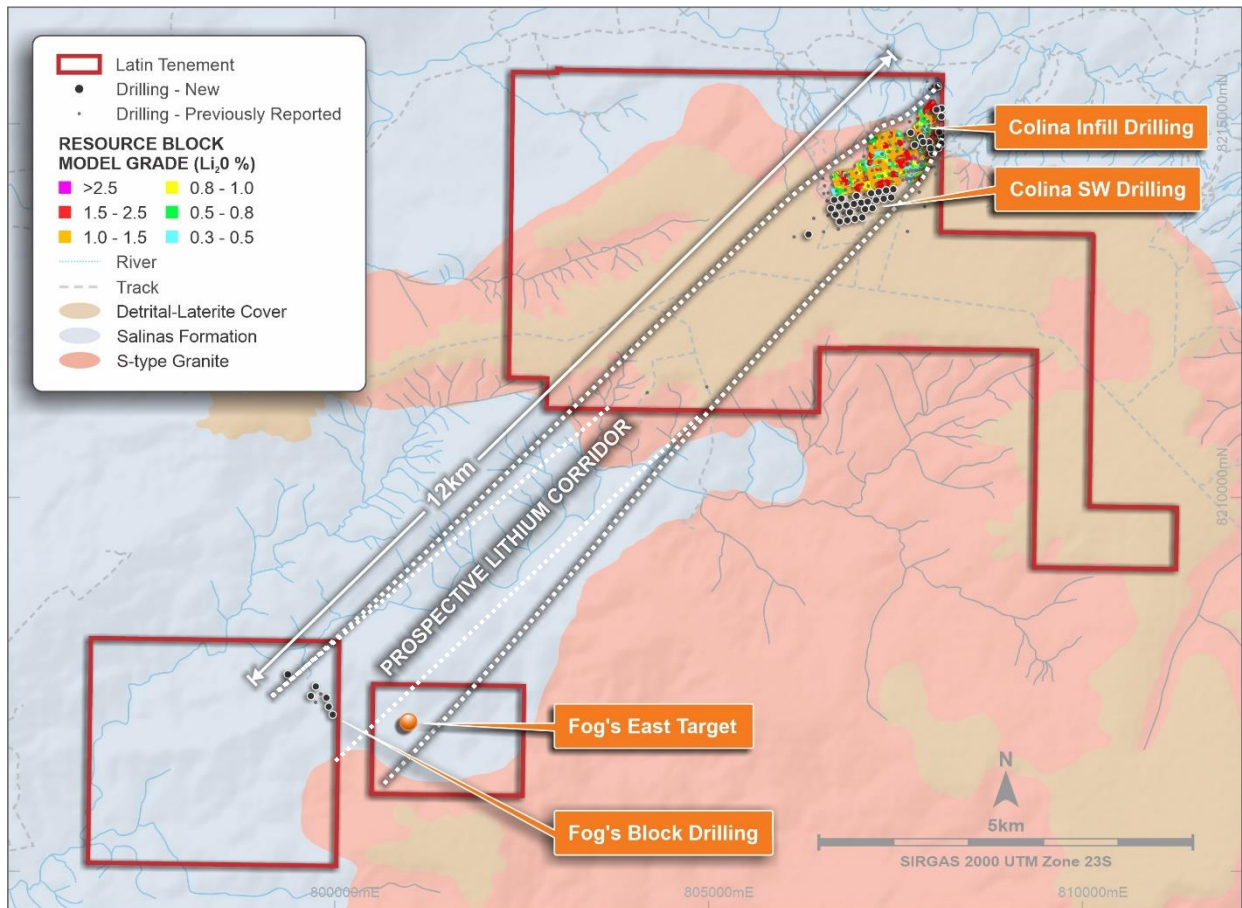 Latin Tenement
Drilling - New
Drilling - Previously Reported
RESOURCE BLOCK
MODEL GRADE (Li₂0 %)
>2.5
0.8 - 1.0
1.5 - 2.5
0.5 - 0.8
1.0 - 1.5
0.3 - 0.5
River
Track
Detrital-Laterite Cover
Salinas Formation
S-type Granite
Colina Infill Drilling
8215000mN
Colina SW Drilling
12km
PROSPECTIVE LITHIUM CORRIDOR
8210000mN
Fog's East Target
Fog's Block Drilling
N
5km
SIRGAS 2000 UTM Zone 23S
800000mE
805000mE
810000mE